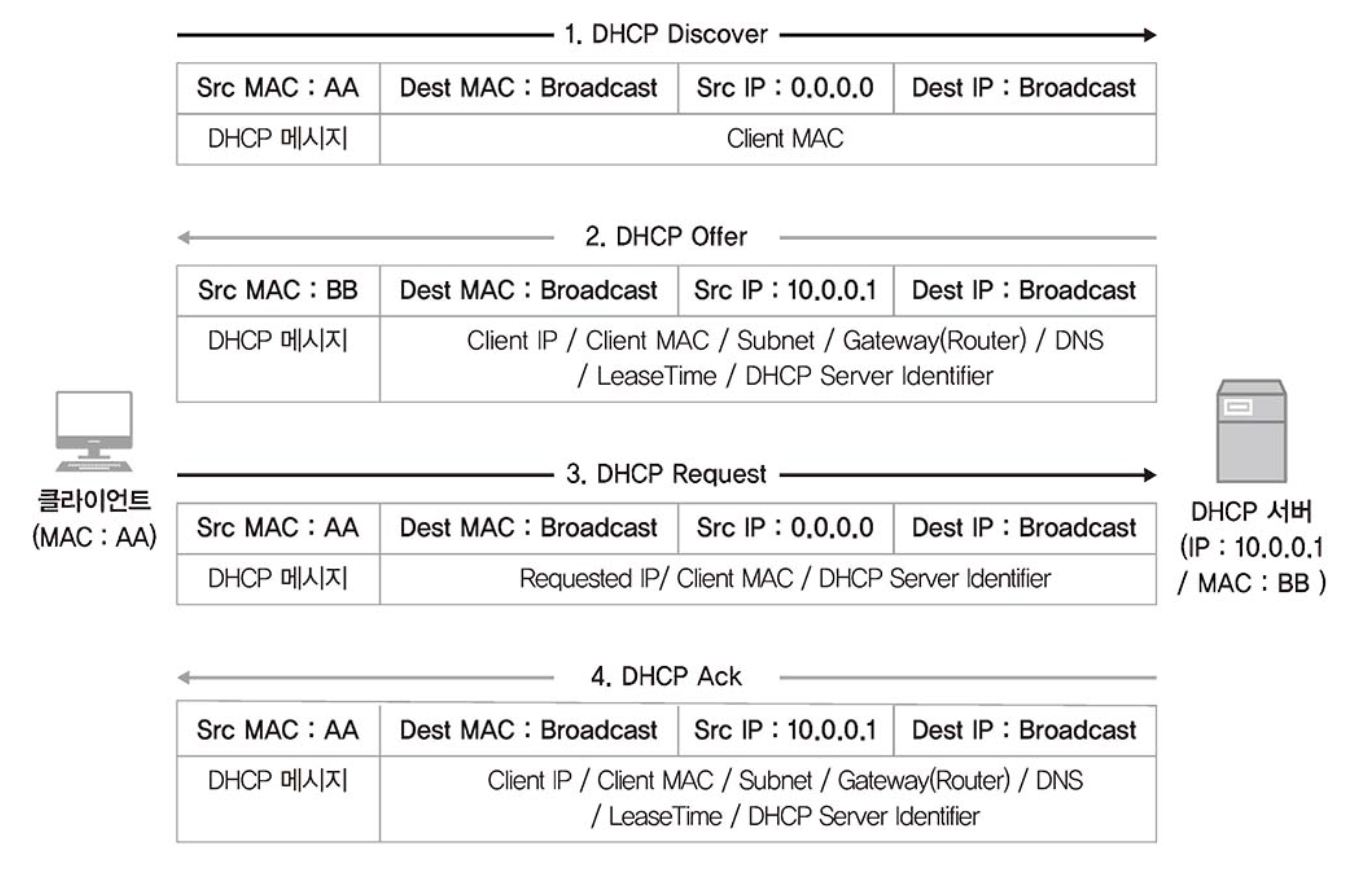 1. DHCP Discover
Src MAC : AA Dest MAC : Broadcast Src IP : 0.0.0.0 Dest IP : Broadcast
DHCP 메시지 Client MAC
2. DHCP Offer
Src MAC : BB Dest MAC : Broadcast Src IP : 10.0.0.1 Dest IP : Broadcast
DHCP 메시지 Client IP / Client MAC / Subnet / Gateway(Router) / DNS
/ LeaseTime / DHCP Server Identifier
클라이언트
(MAC : AA)
3. DHCP Request
Src MAC : AA Dest MAC : Broadcast Src IP : 0.0.0.0 Dest IP : Broadcast
DHCP 메시지 Requested IP/ Client MAC / DHCP Server Identifier
DHCP 서버
(IP : 10.0.0.1
/ MAC : BB )
4. DHCP Ack
Src MAC : AA Dest MAC : Broadcast Src IP : 10.0.0.1 Dest IP : Broadcast
DHCP 메시지 Client IP / Client MAC / Subnet / Gateway(Router) / DNS
/ LeaseTime / DHCP Server Identifier